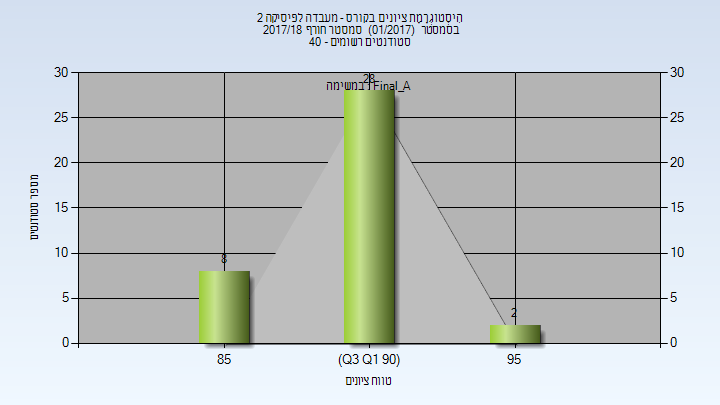 היסטוגרמת ציונים בקורס - מעבדה לפיסיקה 2
בסמסטר (01/2017) סמסטר חורף 2017/18
סטודנטים רשומים - 40
30 30
28
במשימה Final_A
25 25
20 20
15 15
10 10
8
5 5
2
0 0
מספר סטודנטים
85 (Q3 Q1 90) 95
טווח ציונים